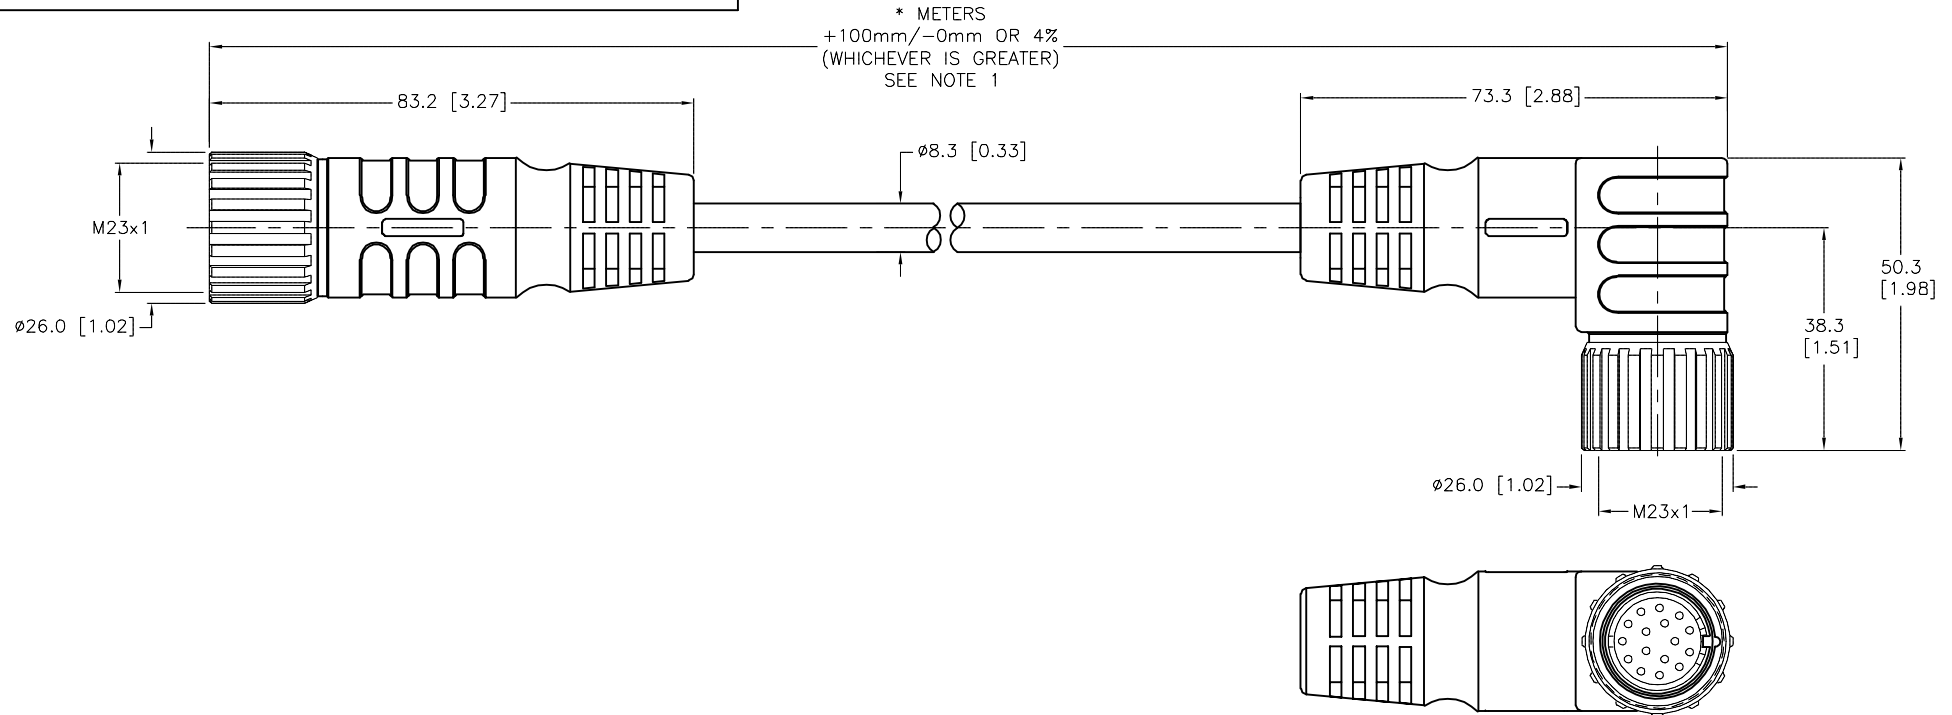 * METERS
+100mm/-0mm OR 4%
(WHICHEVER IS GREATER)
SEE NOTE 1
83.2 [3.27]
73.3 [2.88]
ø8.3 [0.33]
M23x1
ø26.0 [1.02]
50.3
[1.98]
38.3
[1.51]
ø26.0 [1.02]
M23x1